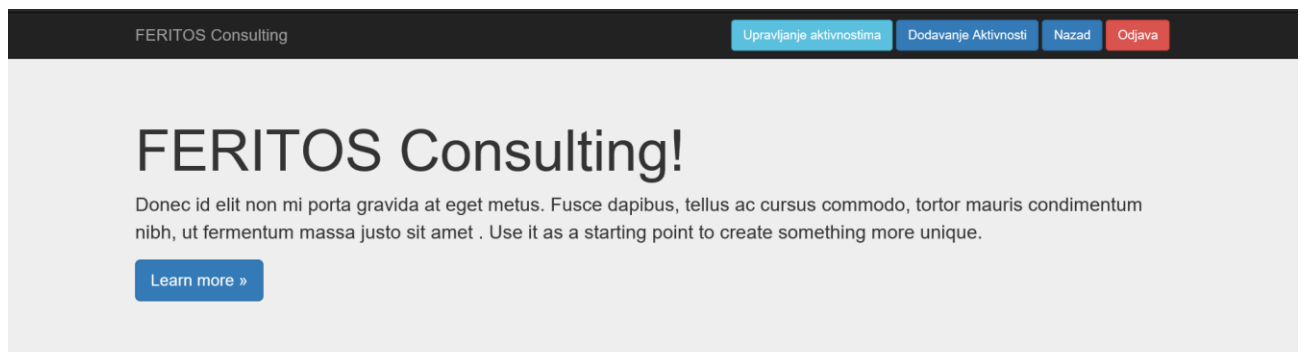 FERITOS Consulting
Upravljanje aktivnostima
Dodavanje Aktivnosti
Nazad
Odjava
FERITOS Consulting!
Donec id elit non mi porta gravida at eget metus. Fusce dapibus, tellus ac cursus commodo, tortor mauris condimentum
nibh, ut fermentum massa justo sit amet . Use it as a starting point to create something more unique.
Learn more »